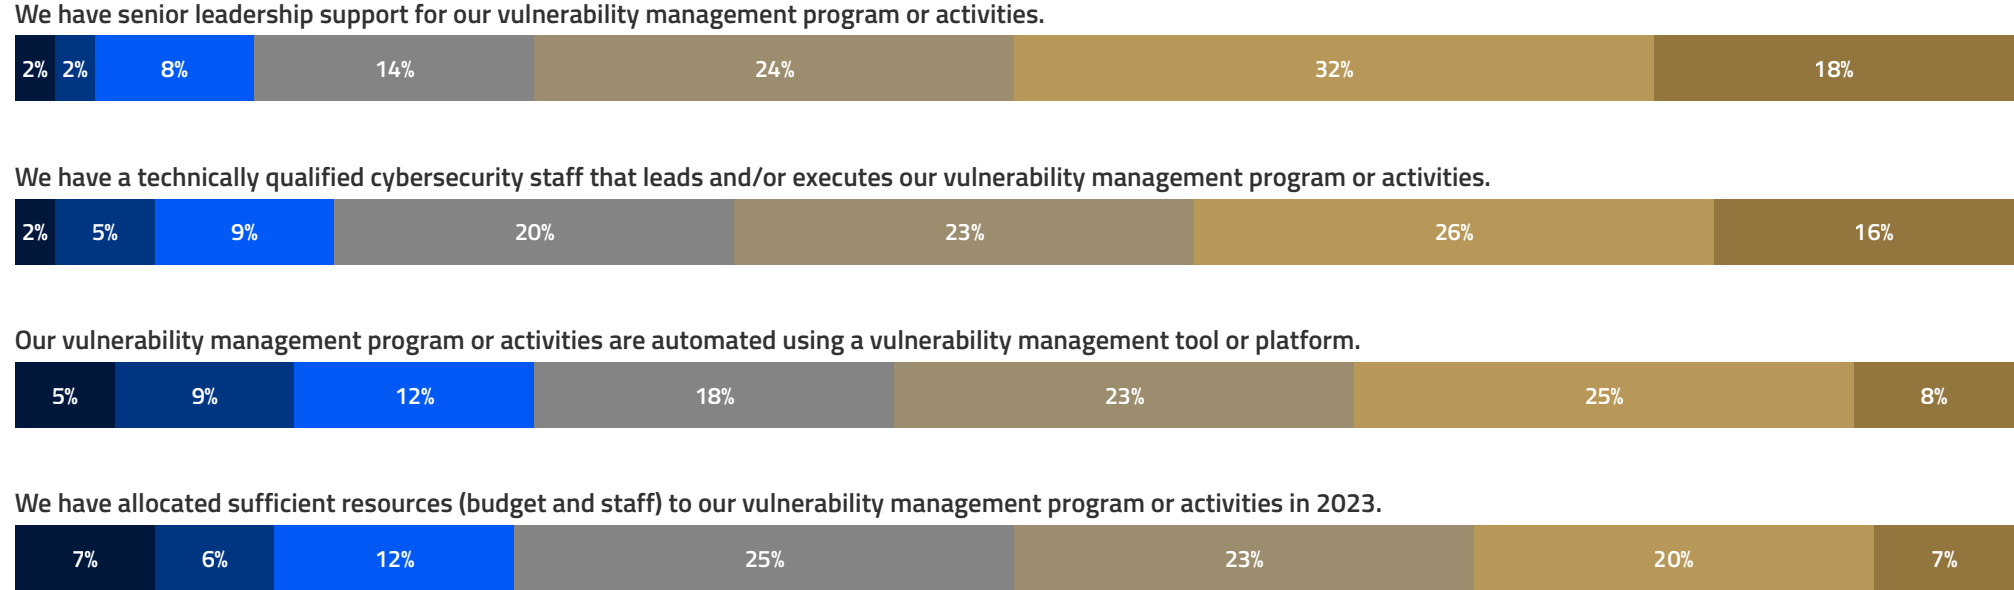 We have senior leadership support for our vulnerability management program or activities.
2% 2% 8% 14% 24% 32% 18%
We have a technically qualified cybersecurity staff that leads and/or executes our vulnerability management program or activities.
2% 5% 9% 20% 23% 26% 16%
Our vulnerability management program or activities are automated using a vulnerability management tool or platform.
5% 9% 12% 18% 23% 25% 8%
We have allocated sufficient resources (budget and staff) to our vulnerability management program or activities in 2023.
7% 6% 12% 25% 23% 20% 7%